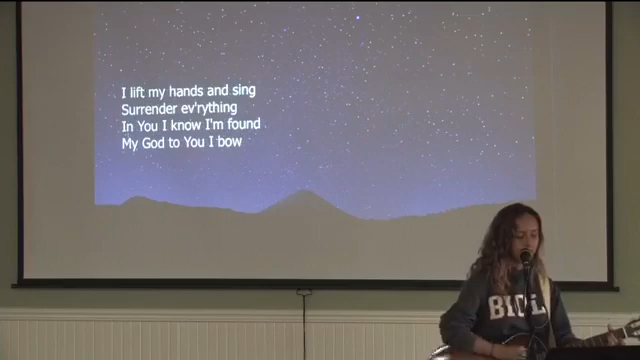 I lift my hands and sing
Surrender ev'rything
In You I know I'm found
My God to You I bow